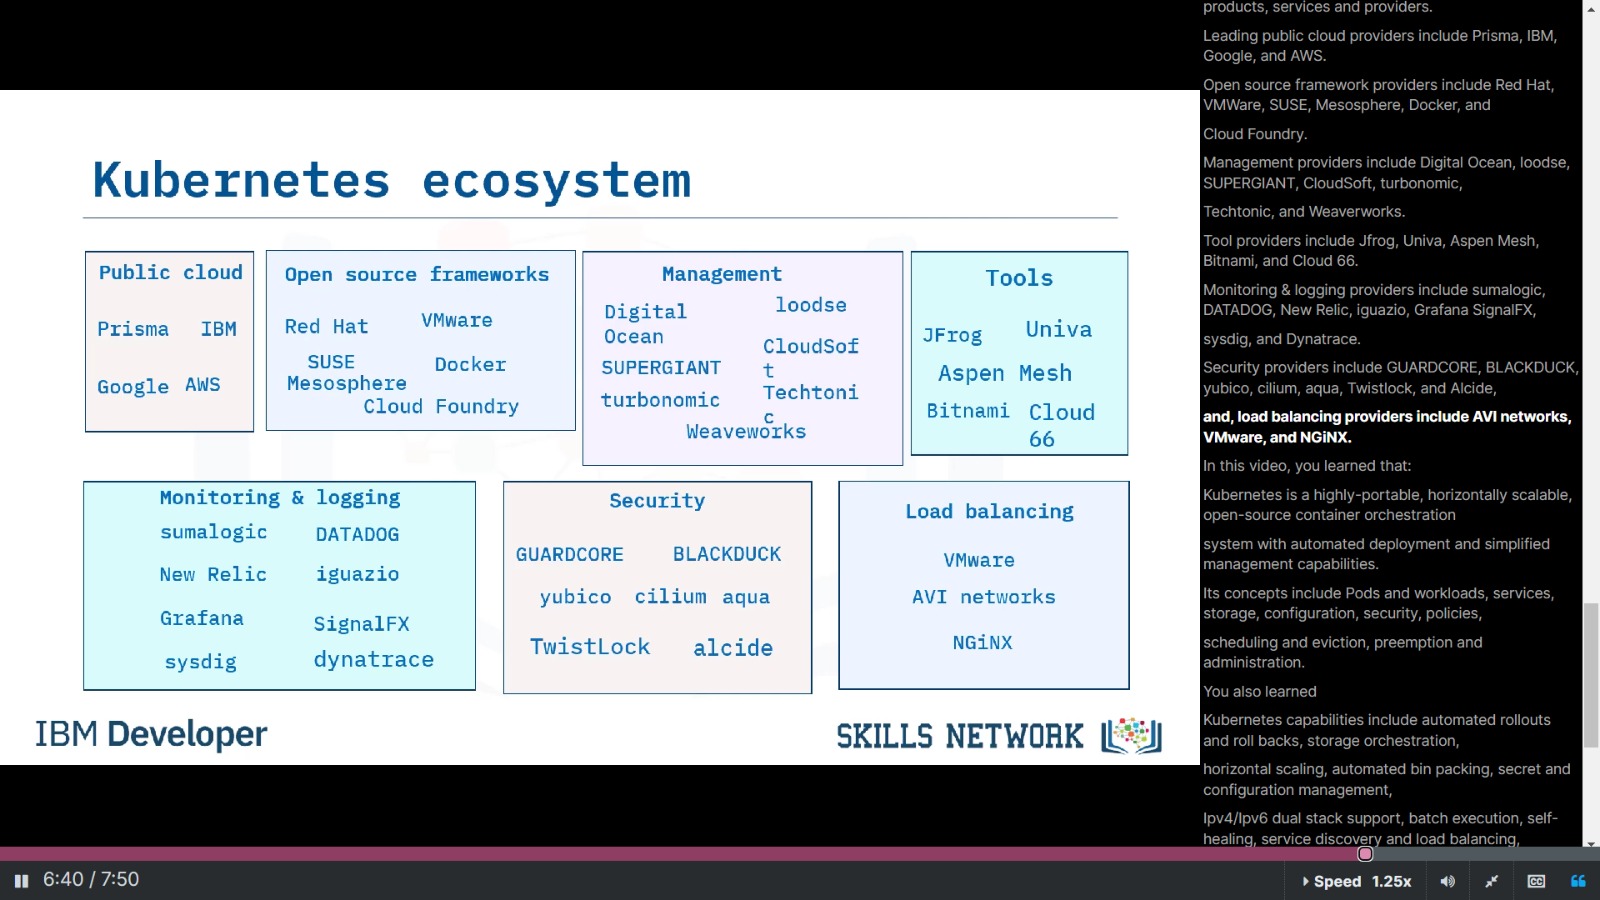 Kubernetes ecosystem
Public cloud
Prisma IBM
Google AWS
Open source frameworks
Red Hat VMware
SUSE Docker
Mesosphere
Cloud Foundry
Management
Digital
Ocean
loodse
SUPERGIANT
CloudSof
t
turbonomic
Techtoni
c
Weaveworks
Tools
JFrog Univa
Aspen Mesh
Bitnami Cloud
66
Monitoring & logging
sumalogic DATADOG
New Relic iguazio
Grafana SignalFX
sysdig dynatrace
Security
GUARDCORE BLACKDUCK
yubico cilium aqua
TwistLock alcide
Load balancing
VMware
AVI networks
NGiNX
IBM Developer
SKILLS NETWORK
products, services and providers.
Leading public cloud providers include Prisma, IBM,
Google, and AWS.
Open source framework providers include Red Hat,
VMWare, SUSE, Mesosphere, Docker, and
Cloud Foundry.
Management providers include Digital Ocean, loodse,
SUPERGIANT, CloudSoft, turbonomic,
Techtonic, and Weaverworks.
Tool providers include Jfrog, Univa, Aspen Mesh,
Bitnami, and Cloud 66.
Monitoring & logging providers include sumalogic,
DATADOG, New Relic, iguazio, Grafana SignalFX,
sysdig, and Dynatrace.
Security providers include GUARDCORE, BLACKDUCK,
yubico, cilium, aqua, Twistlock, and Alcide,
and, load balancing providers include AVI networks,
VMware, and NGiNX.
In this video, you learned that:
Kubernetes is a highly-portable, horizontally scalable,
open-source container orchestration
system with automated deployment and simplified
management capabilities.
Its concepts include Pods and workloads, services,
storage, configuration, security, policies,
scheduling and eviction, preemption and
administration.
You also learned
Kubernetes capabilities include automated rollouts
and roll backs, storage orchestration,
horizontal scaling, automated bin packing, secret and
configuration management,
Ipv4/Ipv6 dual stack support, batch execution, self-
healing, service discovery and load balancing,
6:40 / 7:50
Speed 1.25x
CC